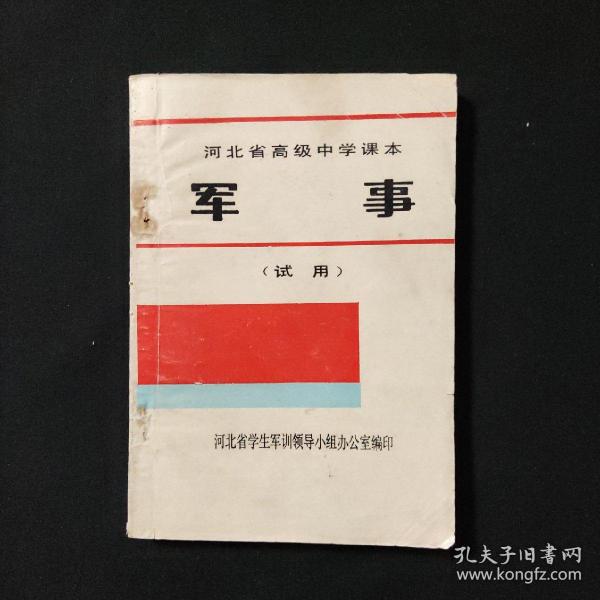 河北省高级中学课本
军 事
（试 用）
河北省学生军训领导小组办公室编印
孔夫子旧書网
www.kongfz.com